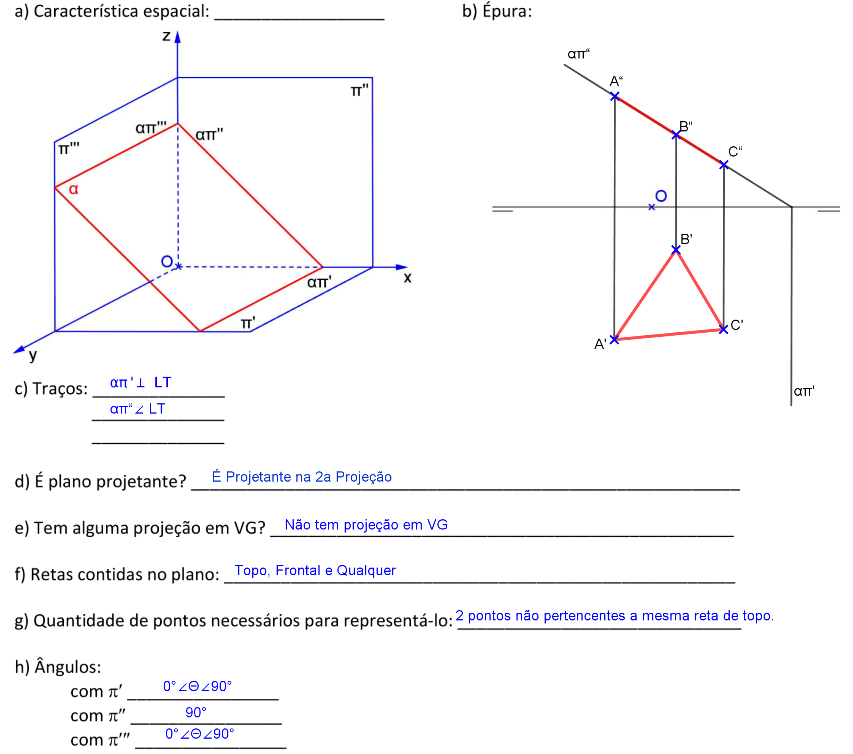 a) Característica espacial: ___________________
b) Épura:
z
απ"
A"
π"
απ'''
απ"
π'''
B"
C"
α
O
O
B'
x
απ'
π'
C'
A'
y
απ'
c) Traços: απ'⊥ LT
απ"∠ LT
d) É plano projetante? É Projetante na 2a Projeção
e) Tem alguma projeção em VG? Não tem projeção em VG
f) Retas contidas no plano: Topo, Frontal e Qualquer
g) Quantidade de pontos necessários para representá-lo: 2 pontos não pertencentes a mesma reta de topo.
h) Ângulos:
com π' 0°∠Θ∠90°
com π" 90°
com π''' 0°∠Θ∠90°